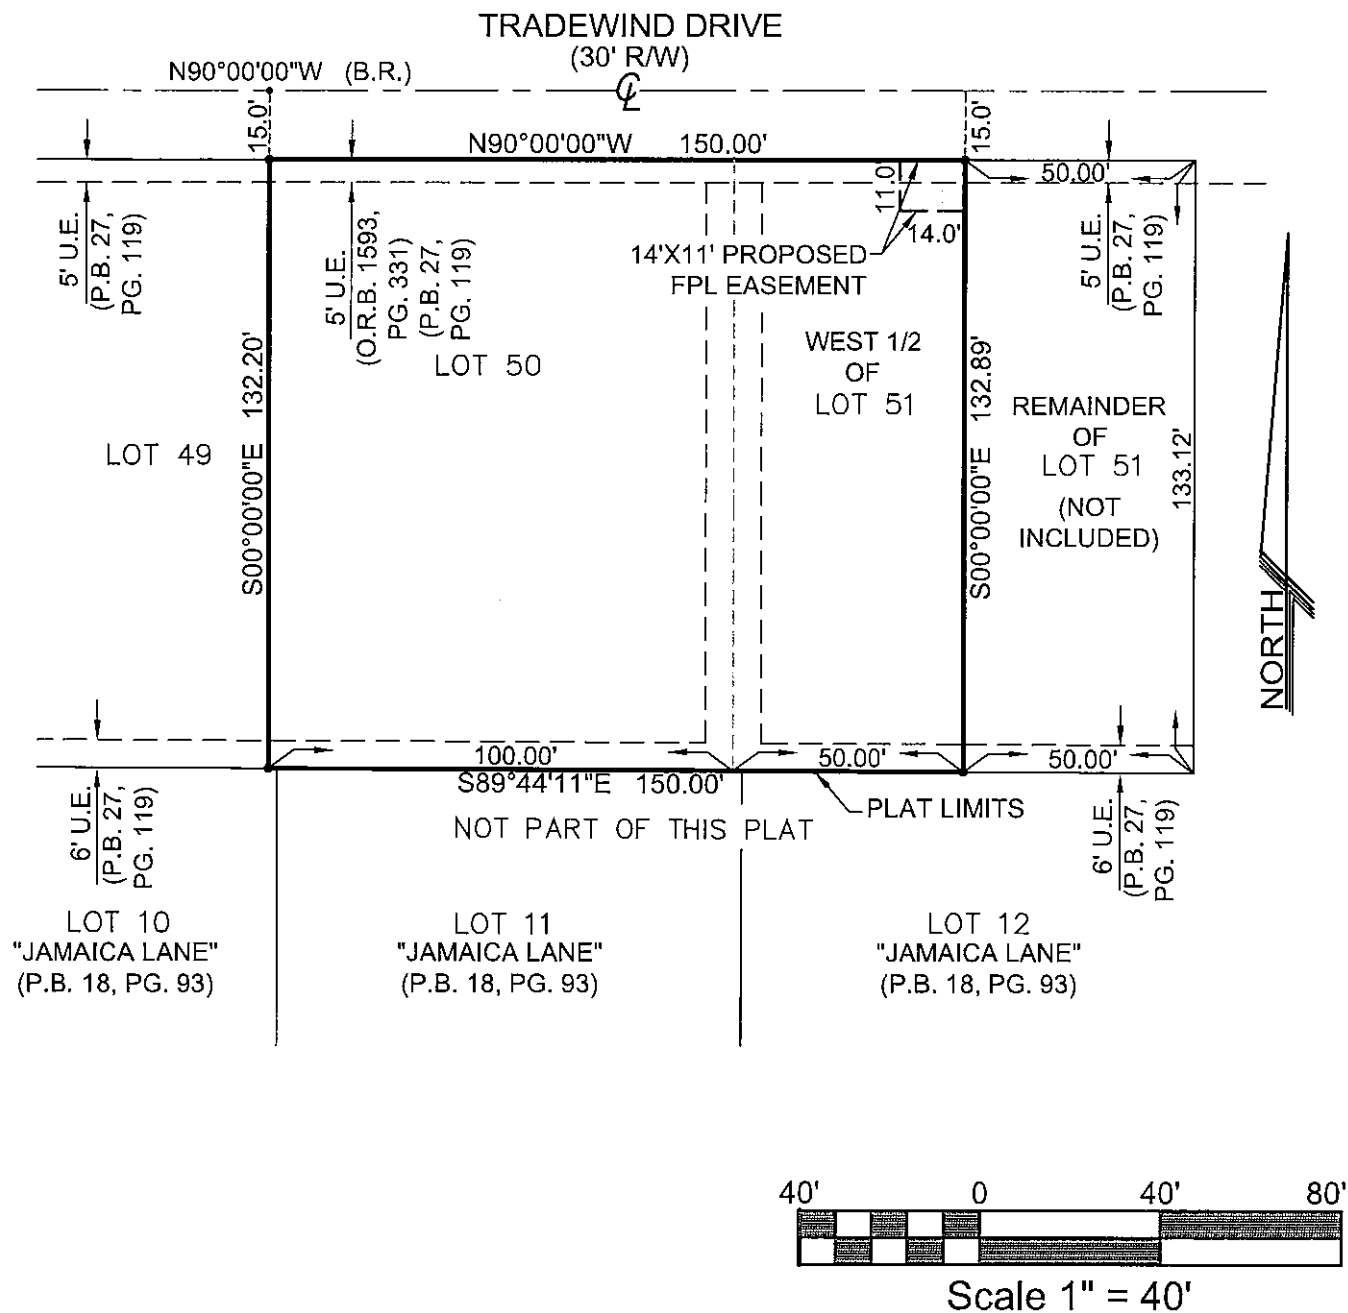 TRADEWIND DRIVE
(30' R/W)
N90°00'00"W (B.R.)
℄
15.0'
15.0'
N90°00'00"W 150.00'
50.00'
11.0'
14.0'
14'X11' PROPOSED
FPL EASEMENT
5' U.E.
(P.B. 27,
PG. 119)
5' U.E.
(O.R.B. 1593,
PG. 331)
(P.B. 27,
PG. 119)
5' U.E.
(P.B. 27,
PG. 119)
LOT 50
WEST 1/2
OF
LOT 51
LOT 49
S00°00'00"E 132.20'
S00°00'00"E 132.89'
REMAINDER
OF
LOT 51
(NOT
INCLUDED)
133.12'
NORTH
100.00'
50.00'
50.00'
S89°44'11"E 150.00'
PLAT LIMITS
NOT PART OF THIS PLAT
6' U.E.
(P.B. 27,
PG. 119)
6' U.E.
(P.B. 27,
PG. 119)
LOT 10
"JAMAICA LANE"
(P.B. 18, PG. 93)
LOT 11
"JAMAICA LANE"
(P.B. 18, PG. 93)
LOT 12
"JAMAICA LANE"
(P.B. 18, PG. 93)
40' 0 40' 80'
Scale 1" = 40'